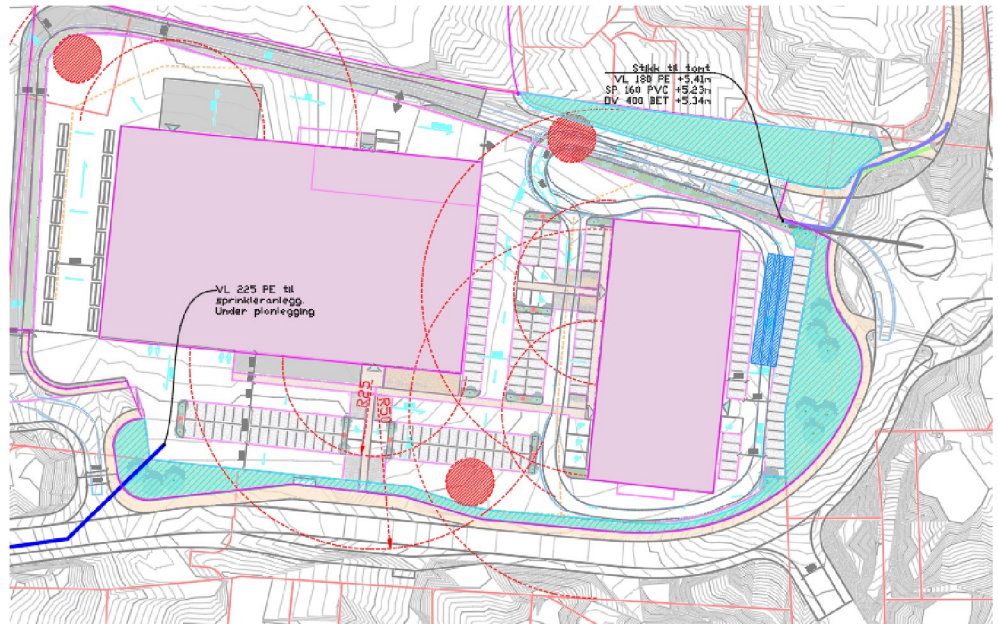 Stikk til tomt
VL 180 PE +5,41m
SP 160 PVC +5,23m
OV 400 BET +5,34m
VL 225 PE til
sprinkleranlegg.
Under planlegging
R25
R50